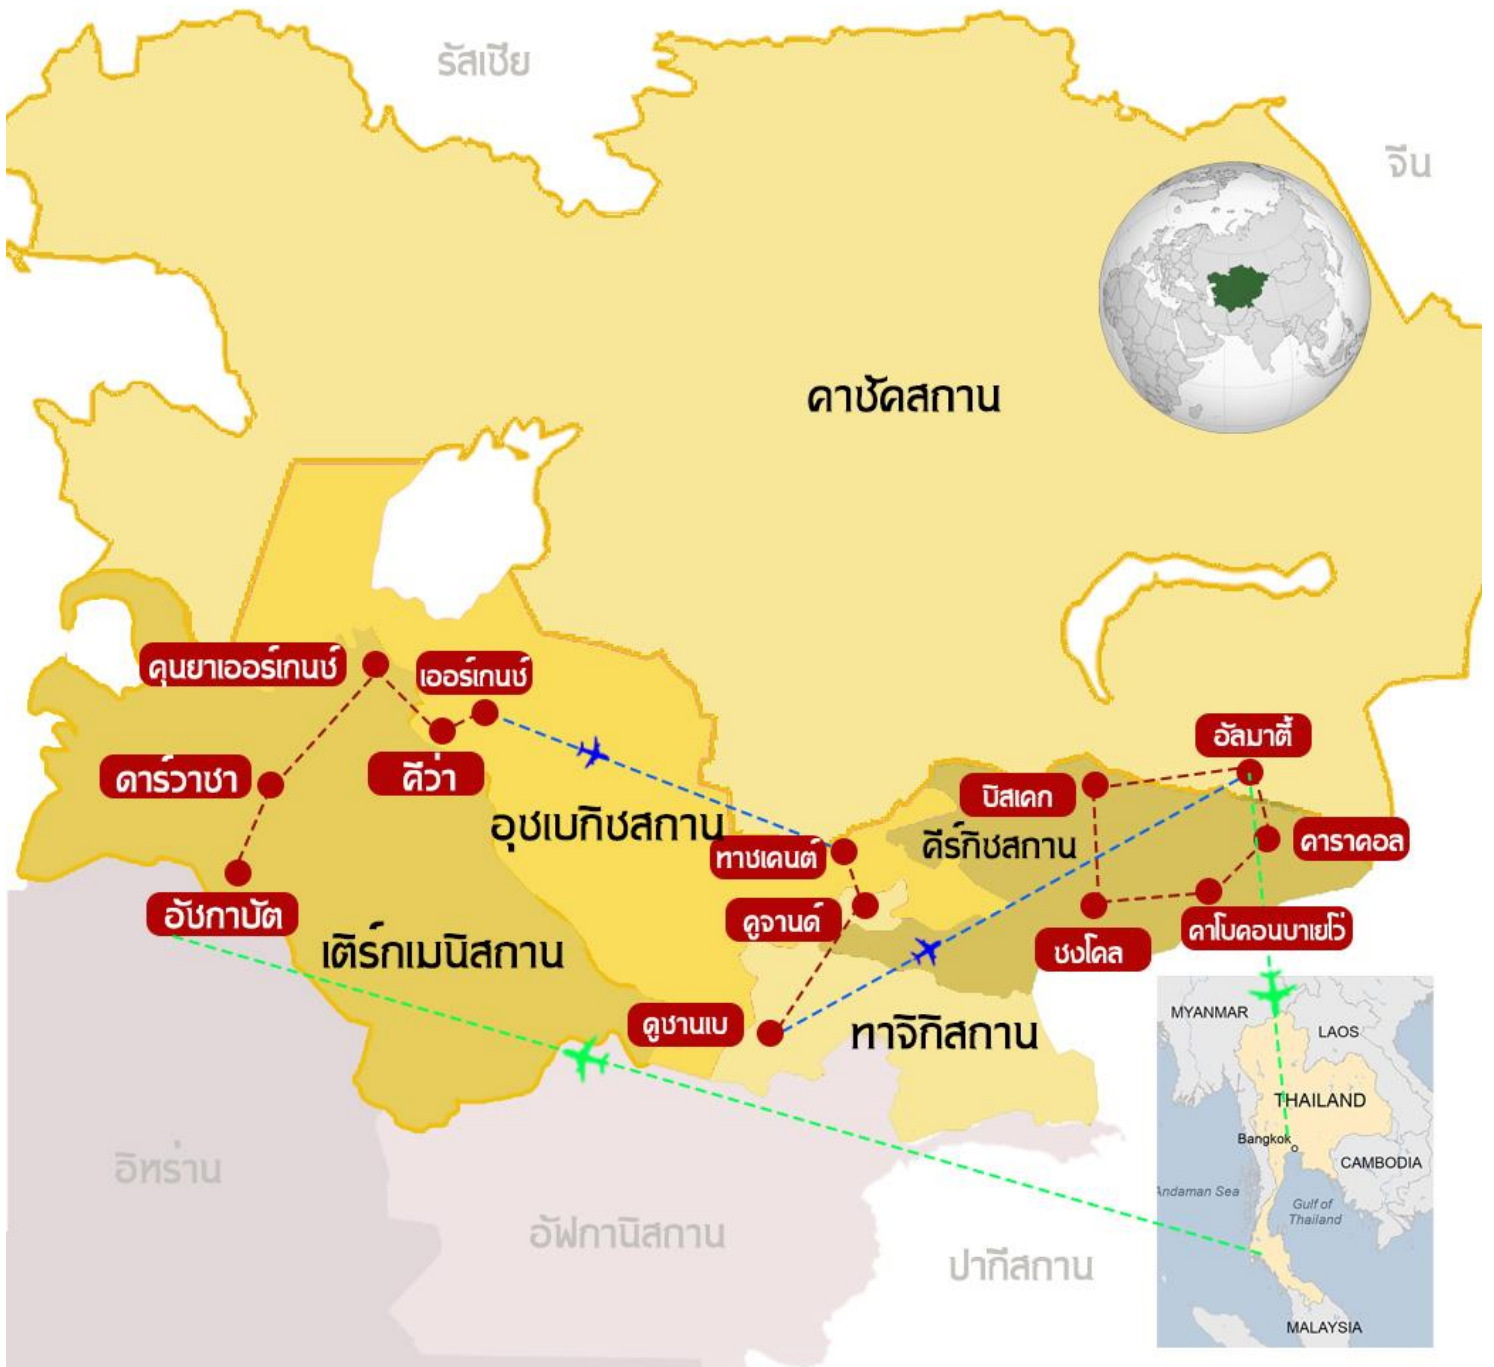 รัสเซีย
จีน
คาซัคสถาน
คุนยาเออร์เกนช์
เออร์เกนช์
ดาร์วาซา
คีว่า
อัลมาตี้
บิสเคก
อุซเบกิซสถาน
คีร์กิซสถาน
ทาซเคนต์
คาราคอล
อัชกาบัต
คูจานด์
เติร์กเมนิสถาน
ซงโคล
คาโบคอนบาเยโว่
ดูซานเบ
ทาจิกิสถาน
MYANMAR
LAOS
THAILAND
Bangkok
CAMBODIA
Andaman Sea
Gulf of
Thailand
MALAYSIA
อิหร่าน
อัฟกานิสถาน
ปากีสถาน